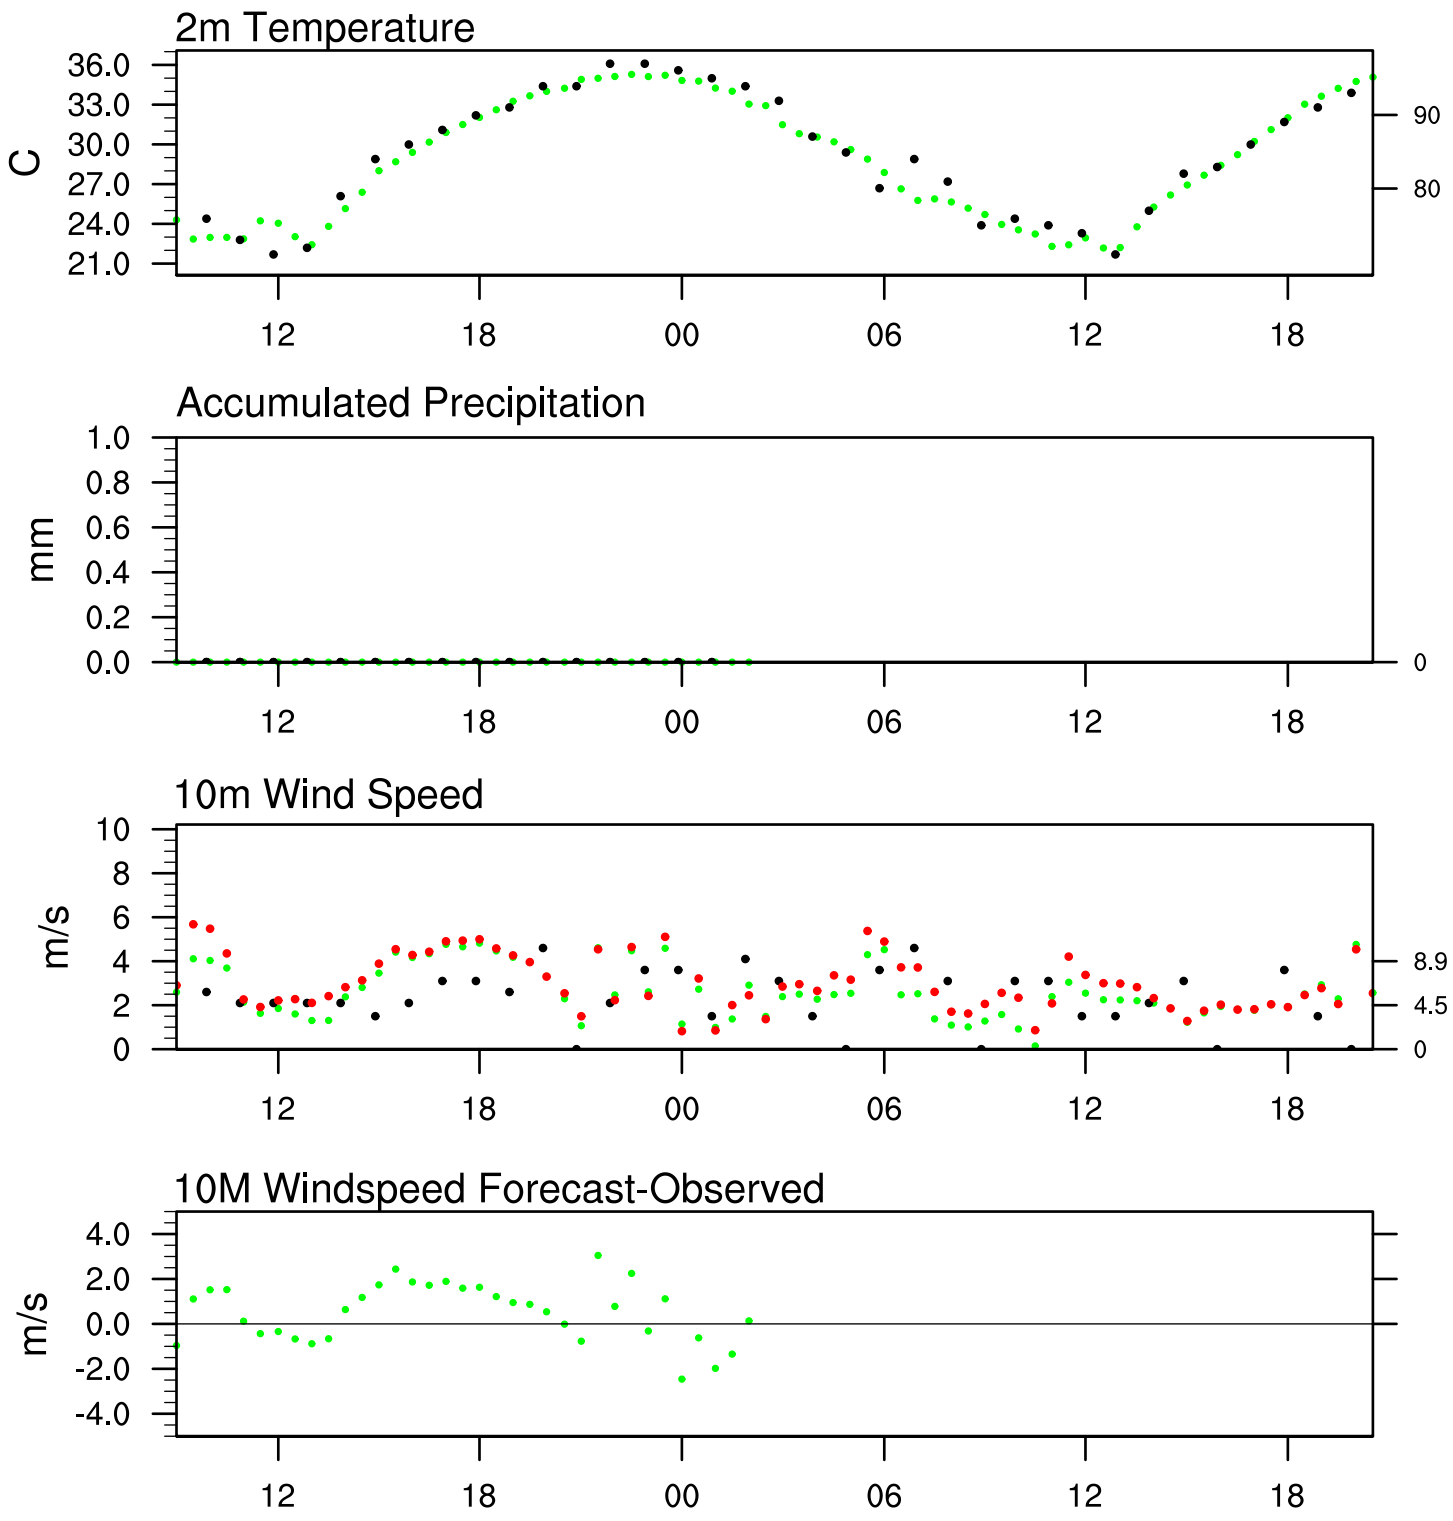 2m Temperature
36.0
33.0
30.0
27.0
24.0
21.0
C
90
80
12 18 00 06 12 18
Accumulated Precipitation
1.0
0.8
0.6
0.4
0.2
0.0
mm
0
12 18 00 06 12 18
10m Wind Speed
10
8
6
4
2
0
m/s
8.9
4.5
0
12 18 00 06 12 18
10M Windspeed Forecast-Observed
4.0
2.0
0.0
-2.0
-4.0
m/s
12 18 00 06 12 18